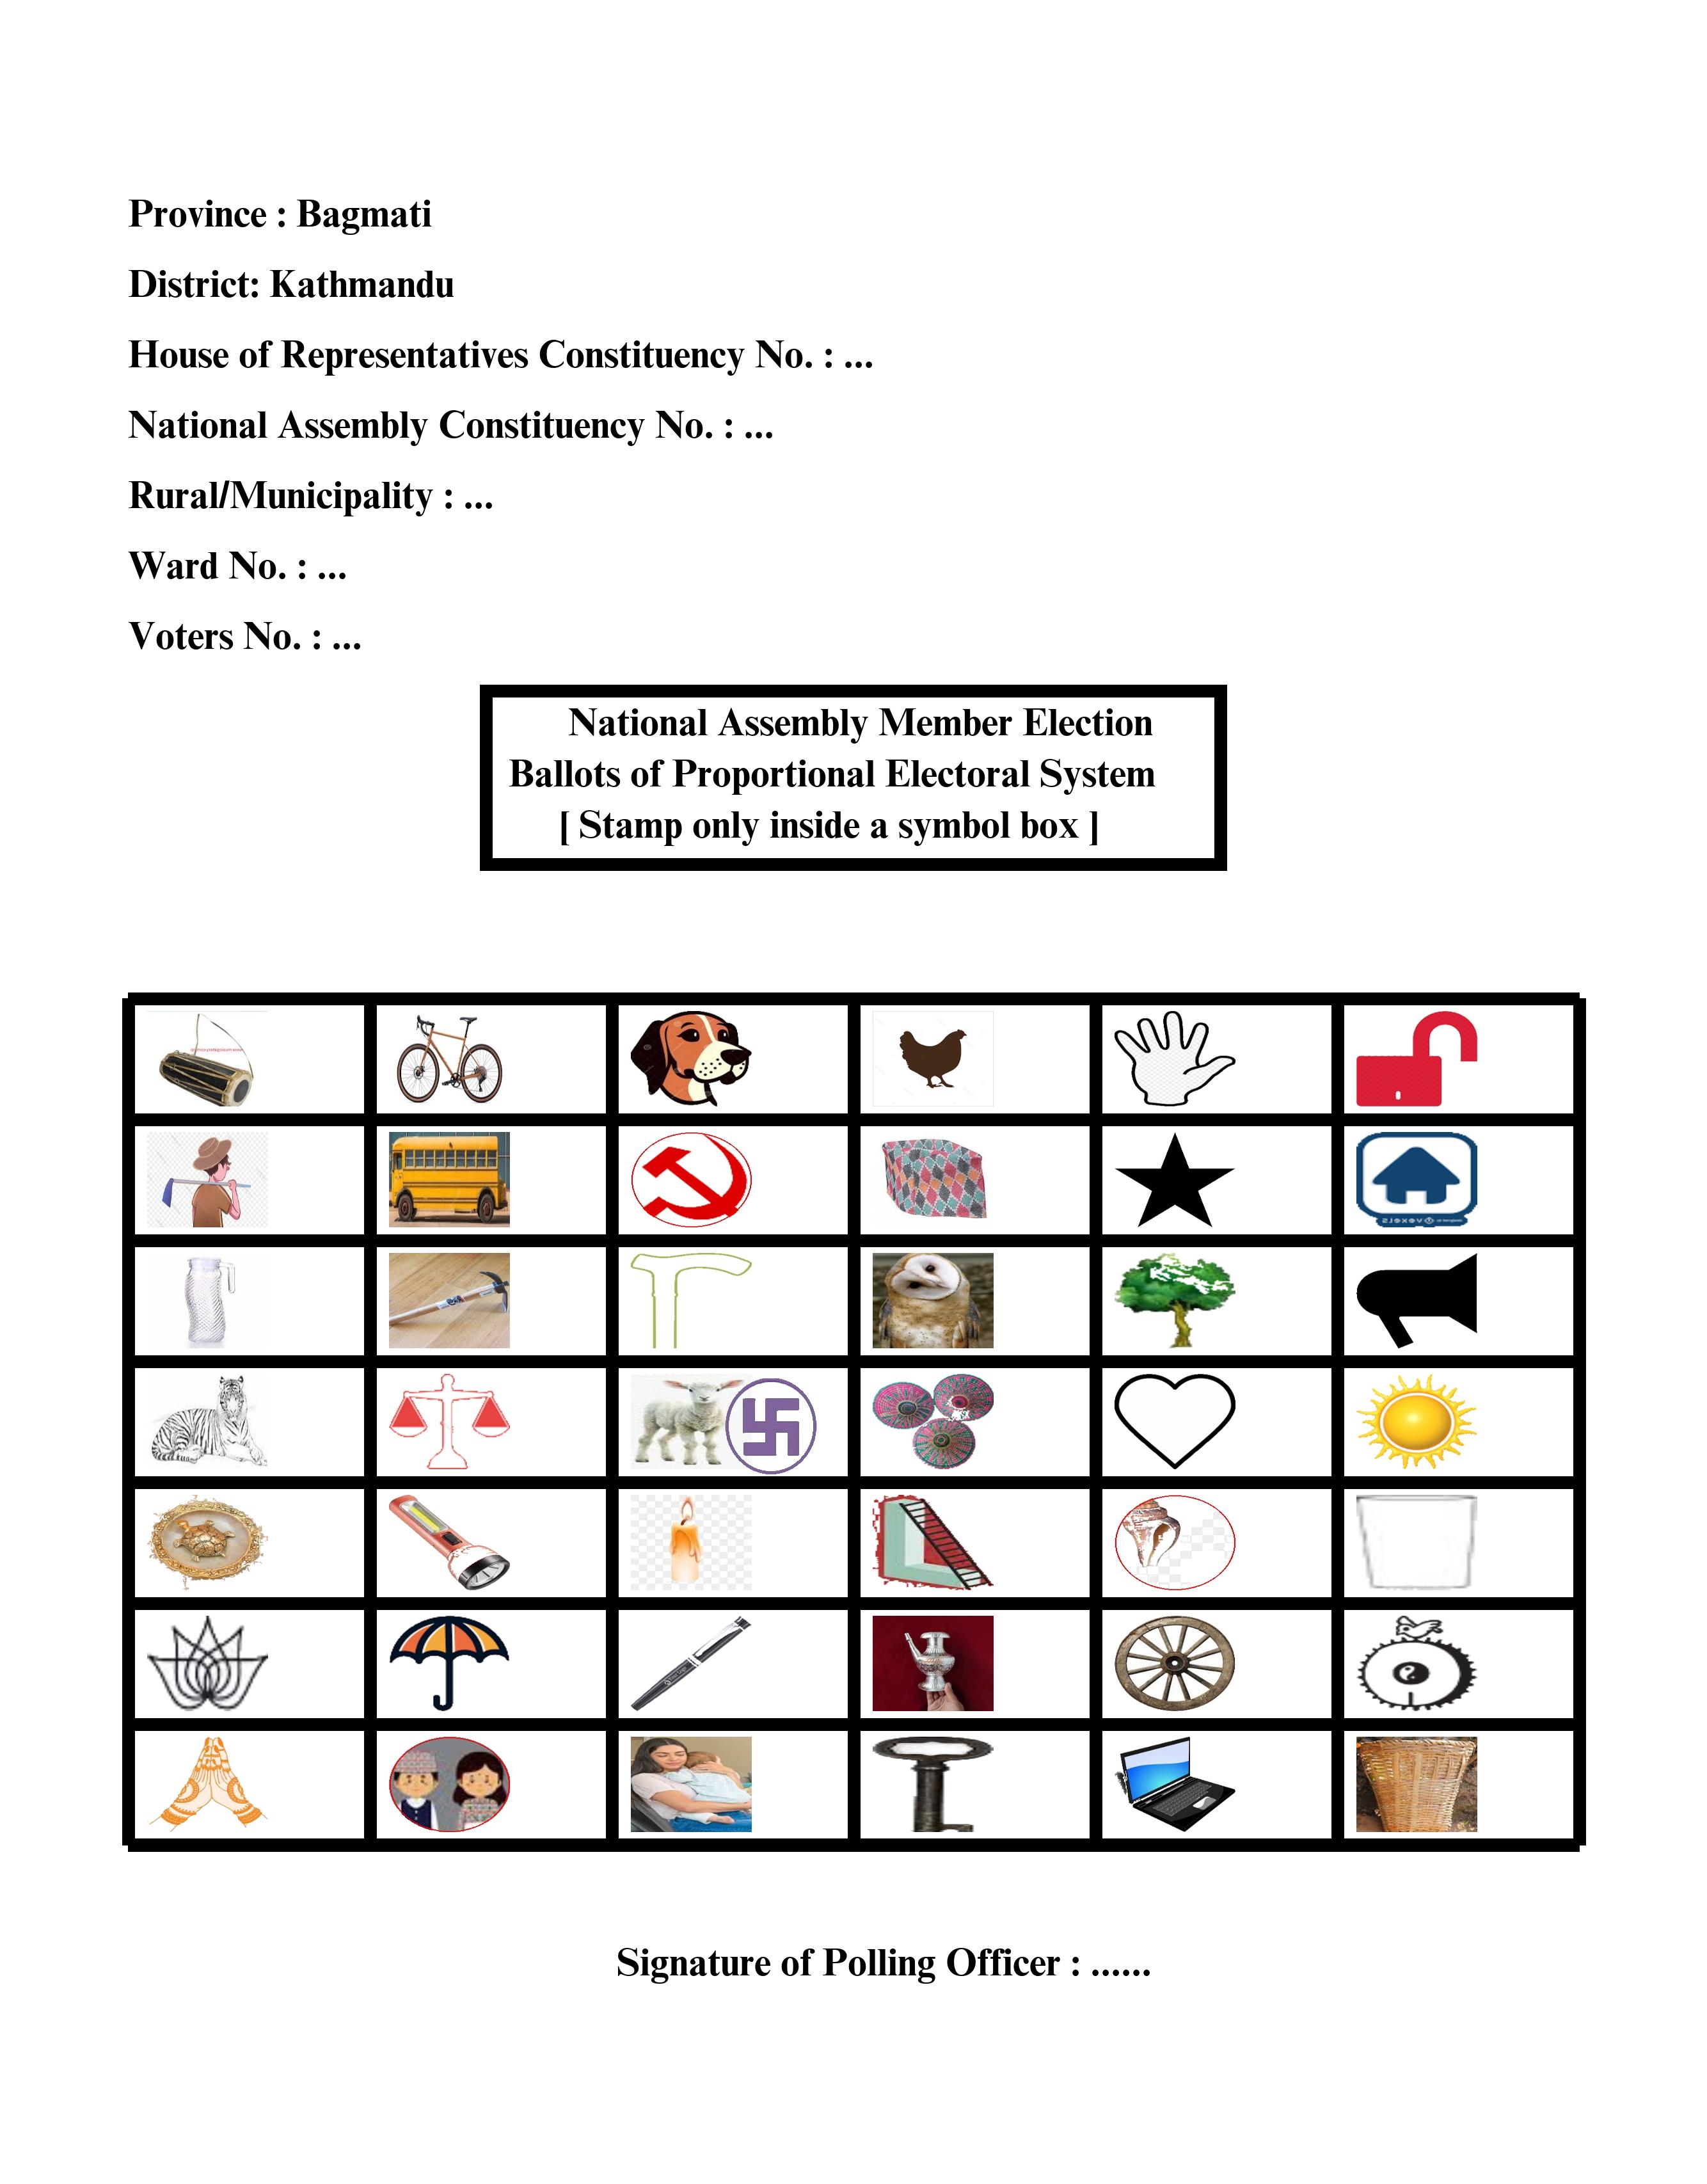 Province : Bagmati
District: Kathmandu
House of Representatives Constituency No. : ...
National Assembly Constituency No. : ...
Rural/Municipality : ...
Ward No. : ...
Voters No. : ...
National Assembly Member Election
Ballots of Proportional Electoral System
[ Stamp only inside a symbol box ]
Signature of Polling Officer : ......